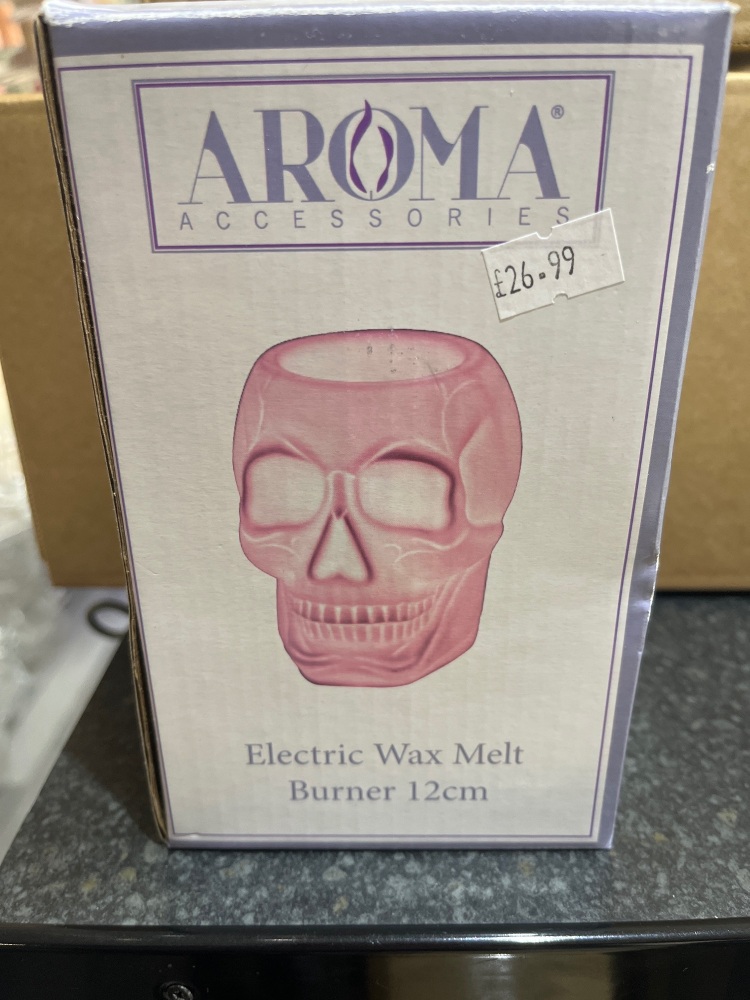 AROMA®
ACCESSORIES
£26.99
Electric Wax Melt
Burner 12cm